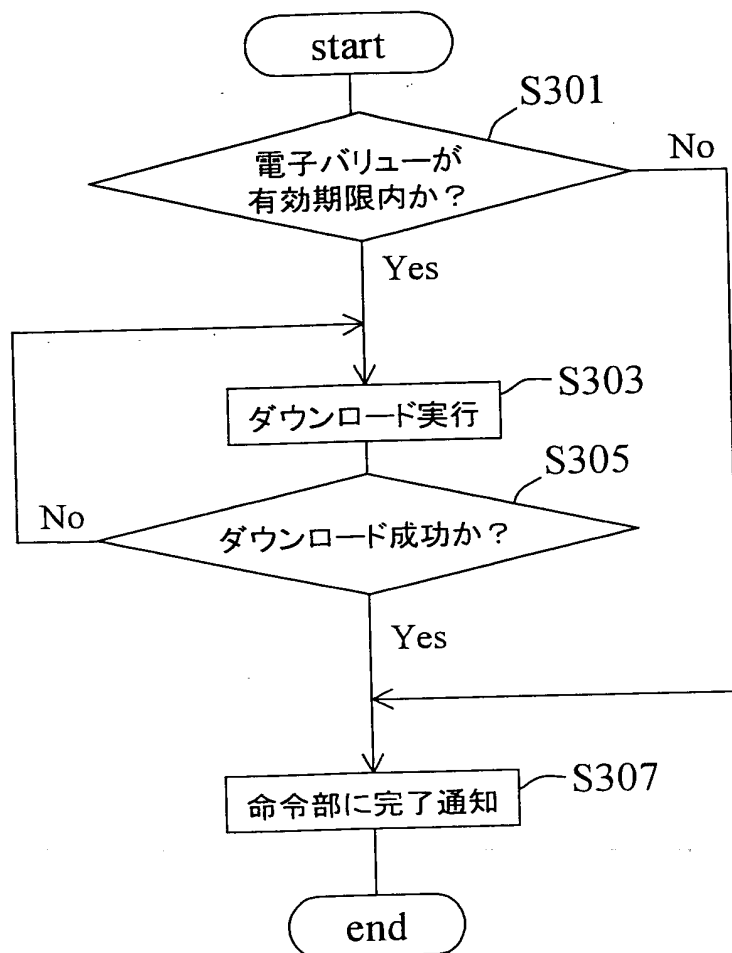 start
S301
電子バリューが
有効期限内か？
No
Yes
S303
ダウンロード実行
S305
No
ダウンロード成功か？
Yes
S307
命令部に完了通知
end